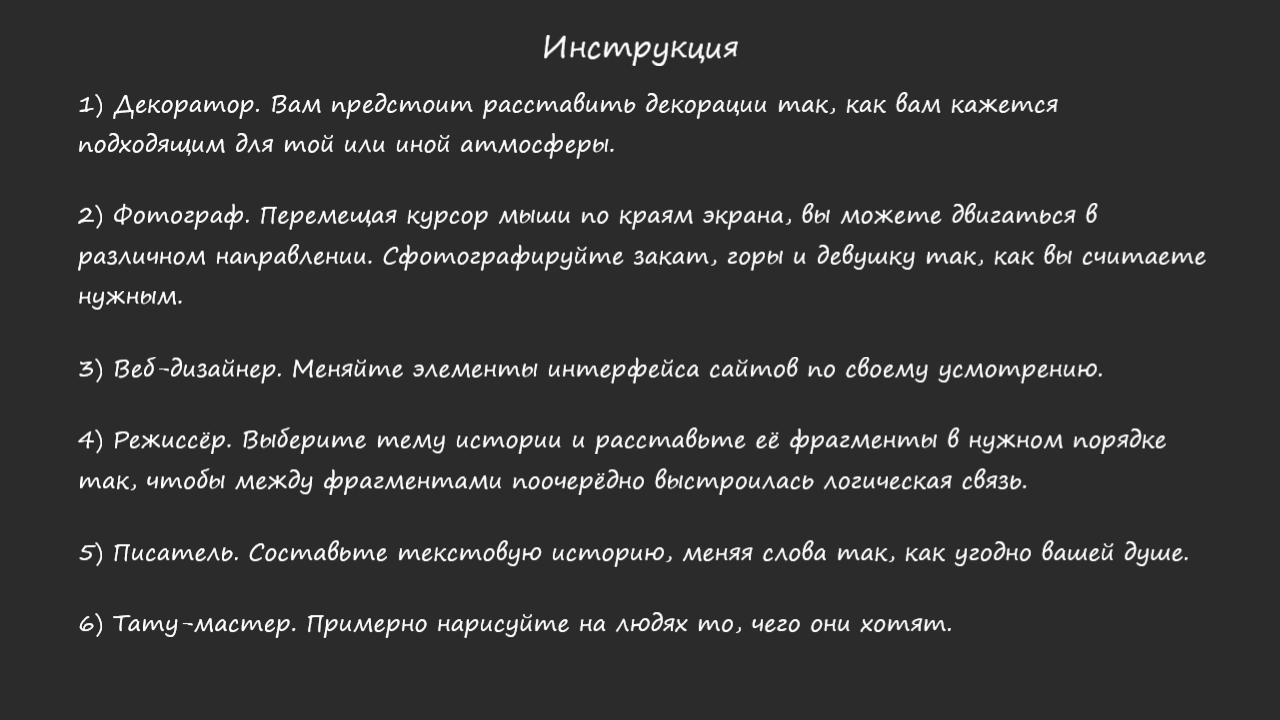 Инструкция
1) Декоратор. Вам предстоит расставить декорации так, как вам кажется
подходящим для той или иной атмосферы.
2) Фотограф. Перемещая курсор мыши по краям экрана, вы можете двигаться в
различном направлении. Сфотографируйте закат, горы и девушку так, как вы считаете
нужным.
3) Веб-дизайнер. Меняйте элементы интерфейса сайтов по своему усмотрению.
4) Режиссёр. Выберите тему истории и расставьте её фрагменты в нужном порядке
так, чтобы между фрагментами поочерёдно выстроилась логическая связь.
5) Писатель. Составьте текстовую историю, меняя слова так, как угодно вашей душе.
6) Тату-мастер. Примерно нарисуйте на людях то, чего они хотят.